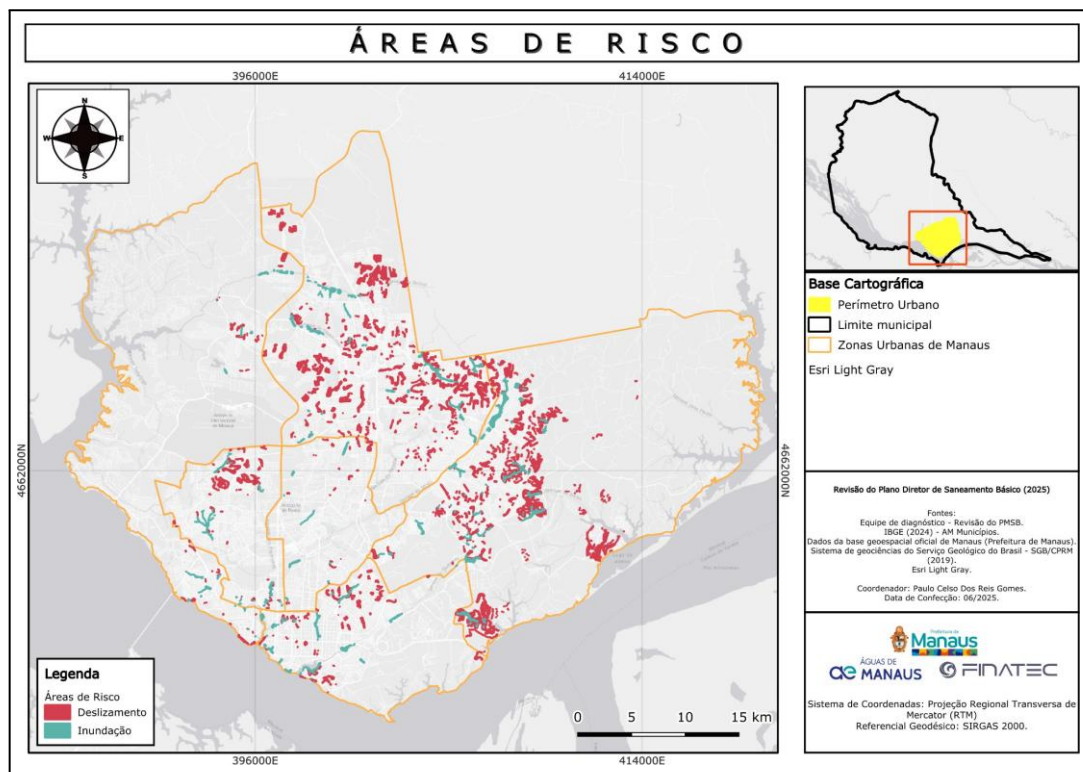 ÁREAS DE RISCO
396000E
414000E
N
W
E
S
4662000N
4662000N
Legenda
Áreas de Risco
Deslizamento
Inundação
0 5 10 15 km
396000E
414000E
Base Cartográfica
Perímetro Urbano
Limite municipal
Zonas Urbanas de Manaus
Esri Light Gray
Revisão do Plano Diretor de Saneamento Básico (2025)
Fontes:
Equipe de diagnóstico - Revisão do PMSB.
IBGE (2024) - AM Municípios.
Dados da base geoespacial oficial de Manaus (Prefeitura de Manaus).
Sistema de geociências do Serviço Geológico do Brasil - SGB/CPRM
(2019).
Esri Light Gray.
Coordenador: Paulo Celso Dos Reis Gomes.
Data de Confecção: 06/2025.
Prefeitura de
Manaus
ÁGUAS DE
MANAUS
FINATEC
Sistema de Coordenadas: Projeção Regional Transversa de
Mercator (RTM)
Referencial Geodésico: SIRGAS 2000.